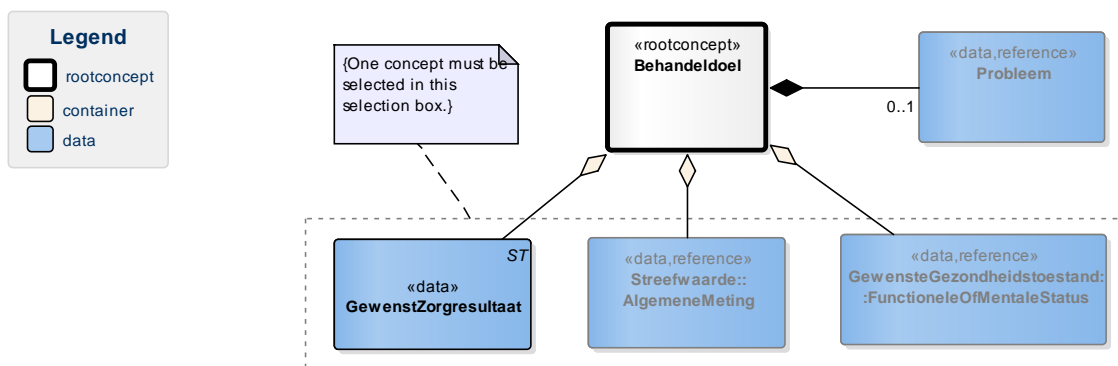 Legend
rootconcept
container
data
{One concept must be
selected in this
selection box.}
«rootconcept»
Behandeldoel
«data,reference»
Probleem
0..1
ST
«data»
GewenstZorgresultaat
«data,reference»
Streefwaarde::
AlgemeneMeting
«data,reference»
GewensteGezondheidstoestand:
:FunctioneleOfMentaleStatus